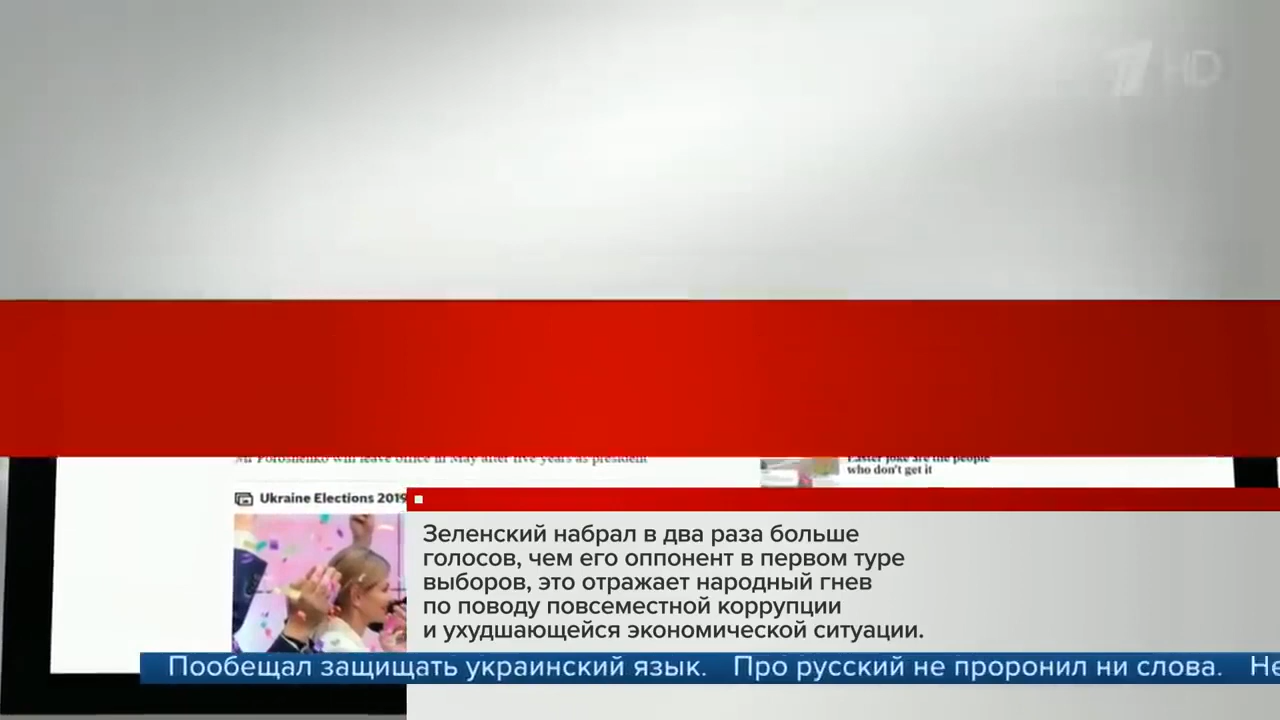 HD
Mr Poroshenko will leave office in May after five years as president
Easter joke are the people
who don't get it
Ukraine Elections 2019
Зеленский набрал в два раза больше
голосов, чем его оппонент в первом туре
выборов, это отражает народный гнев
по поводу повсеместной коррупции
и ухудшающейся экономической ситуации.
Пообещал защищать украинский язык. Про русский не проронил ни слова. Не